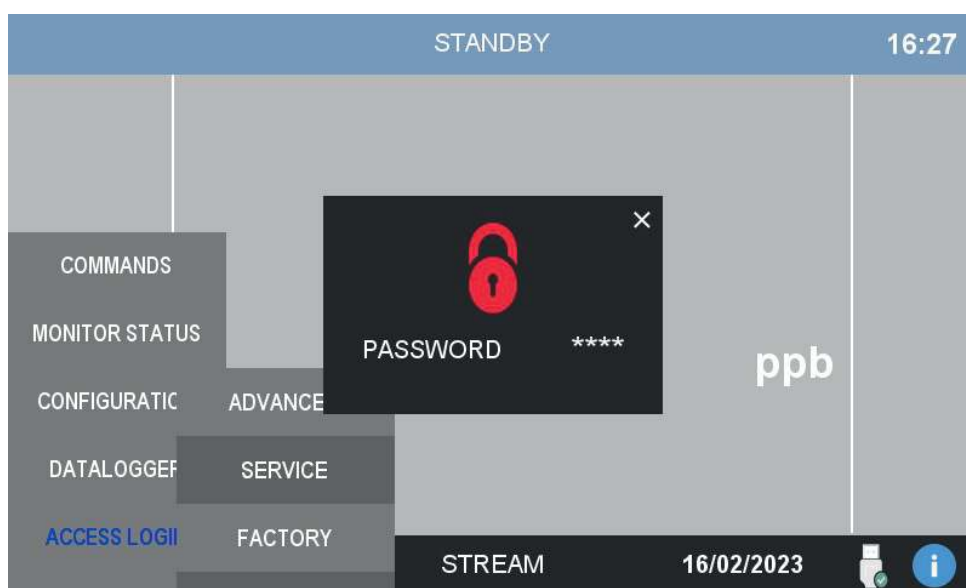 STANDBY 16:27
COMMANDS
MONITOR STATUS
PASSWORD ****
ppb
CONFIGURATIC ADVANCE
DATALOGGEF SERVICE
ACCESS LOGII FACTORY
STREAM 16/02/2023 i